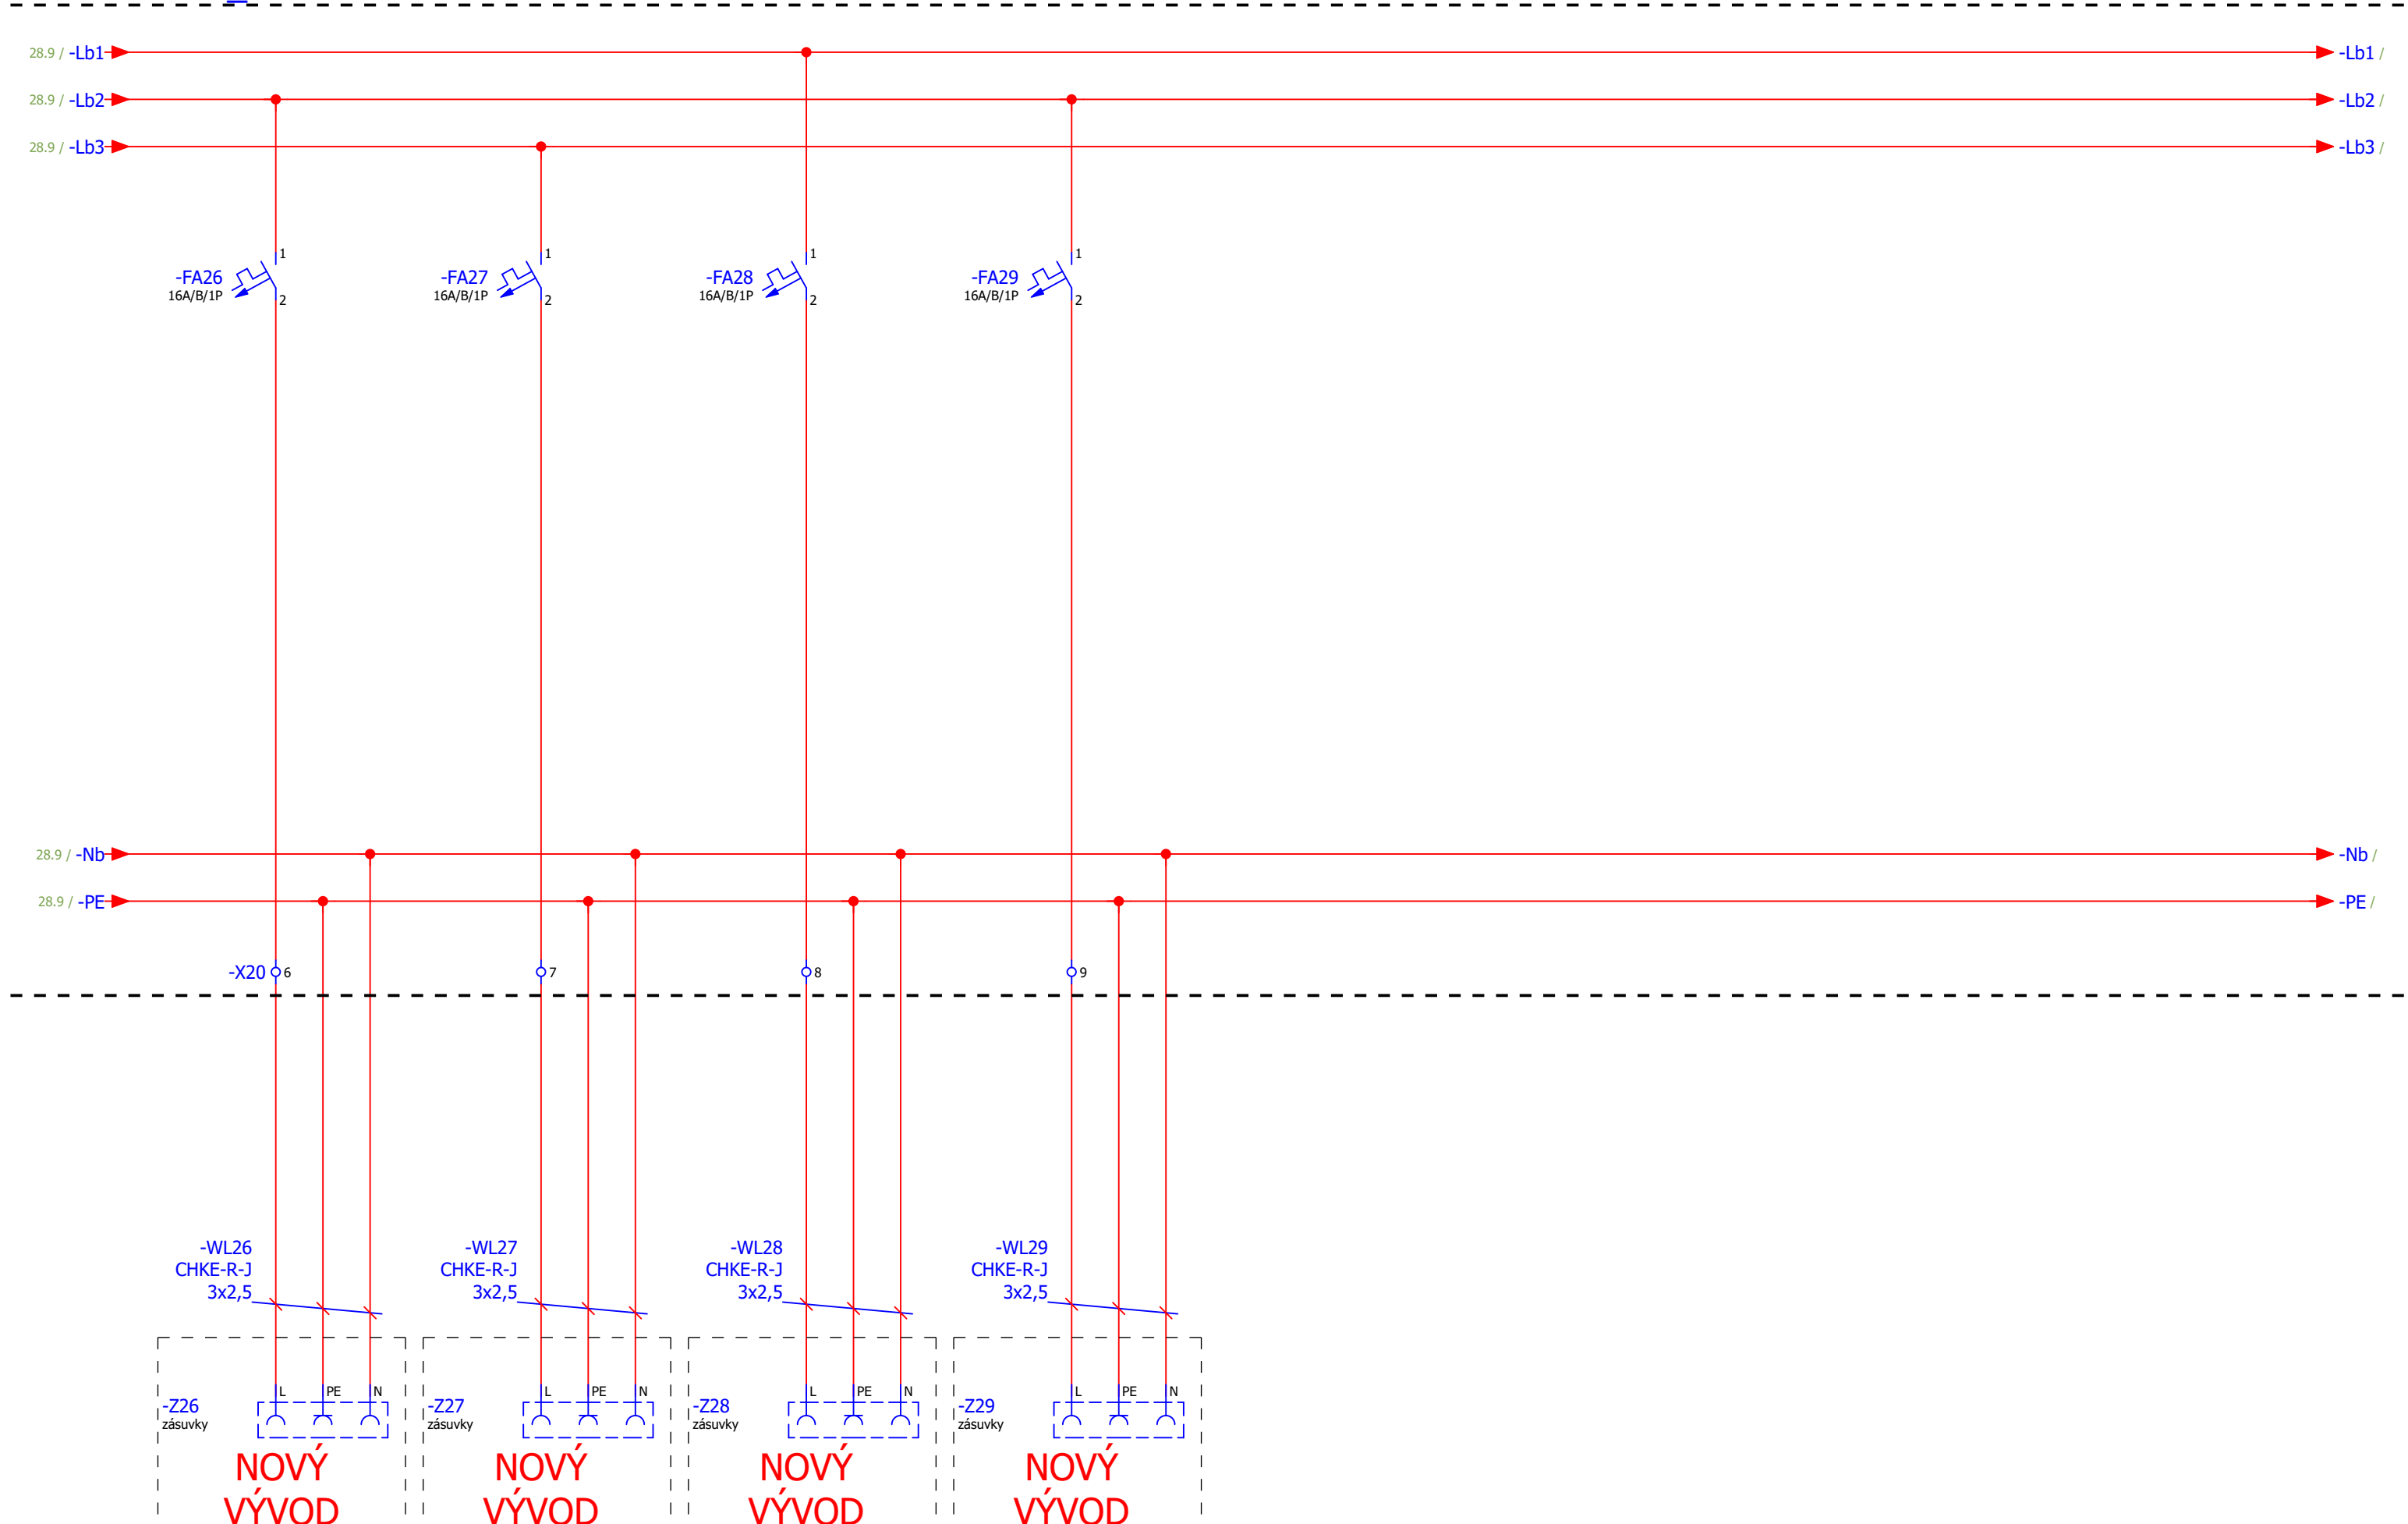 28.9 / -Lb1 -Lb1 /
28.9 / -Lb2 -Lb2 /
28.9 / -Lb3 -Lb3 /
1 1 1 1
-FA26 -FA27 -FA28 -FA29
16A/B/1P 16A/B/1P 16A/B/1P 16A/B/1P
2 2 2 2
28.9 / -Nb -Nb /
28.9 / -PE -PE /
-X20 6 7 8 9
-WL26 -WL27 -WL28 -WL29
CHKE-R-J CHKE-R-J CHKE-R-J CHKE-R-J
3x2,5 3x2,5 3x2,5 3x2,5
L PE N L PE N L PE N L PE N
-Z26 -Z27 -Z28 -Z29
zásuvky zásuvky zásuvky zásuvky
NOVÝ NOVÝ NOVÝ NOVÝ
VÝVOD VÝVOD VÝVOD VÝVOD